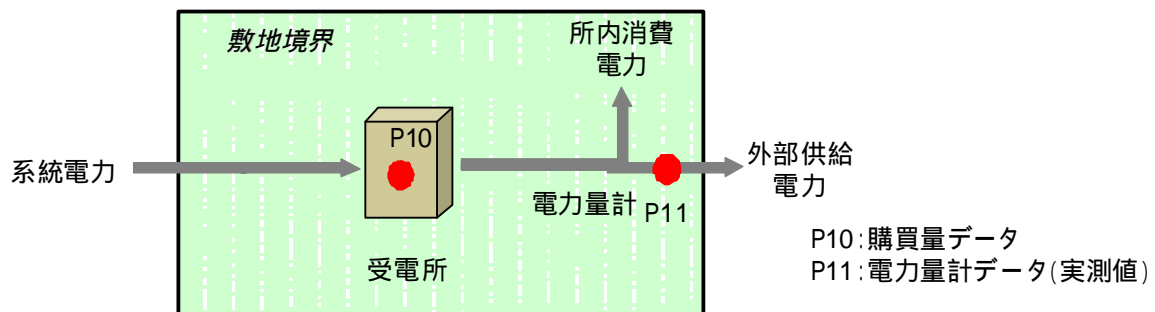 敷地境界
所内消費
電力
P10
系統電力
外部供給
電力
電力量計
P11
受電所
P10:購買量データ
P11:電力量計データ(実測値)